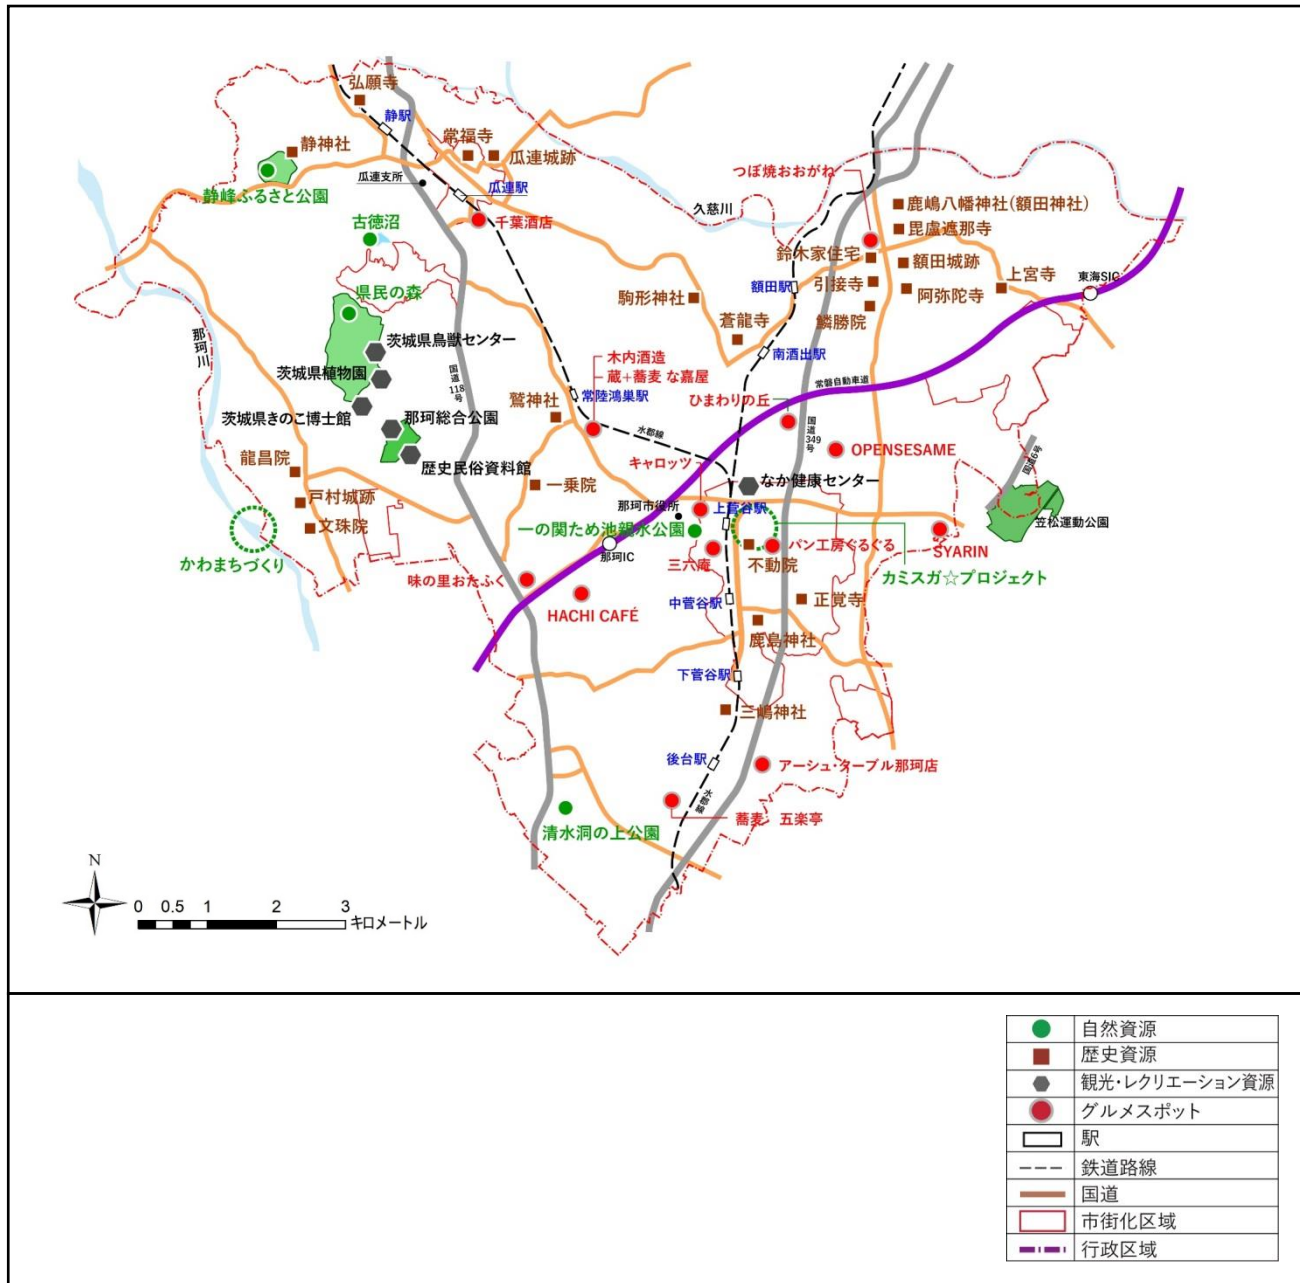 弘願寺
静駅
常福寺
静神社
瓜連城跡
瓜連支所
瓜連駅
静峰ふるさと公園
古徳沼
千葉酒店
久慈川
つぼ焼おおがね
鹿嶋八幡神社(額田神社)
毘盧遮那寺
鈴木家住宅
額田城跡
引接寺
額田駅
阿弥陀寺
上宮寺
東海SIC
駒形神社
鱗勝院
蒼龍寺
県民の森
那珂川
茨城県鳥獣センター
茨城県植物園
茨城県きのこ博士館
那珂総合公園
歴史民俗資料館
国道118号
木内酒造
蔵+蕎麦 な嘉屋
南酒出駅
常磐自動車道
常陸鴻巣駅
鷲神社
ひまわりの丘
国道349号
水郡線
OPENSESAME
キャロッツ
なか健康センター
国道6号
笠松運動公園
龍昌院
戸村城跡
文珠院
一乗院
那珂市役所
上菅谷駅
一の関ため池親水公園
那珂IC
かわまちづくり
三六庵
パン工房ぐるぐる
不動院
SYARIN
カミスガ☆プロジェクト
味の里おたふく
HACHI CAFÉ
中菅谷駅
正覚寺
鹿島神社
下菅谷駅
三嶋神社
後台駅
アーシュ・ターブル那珂店
水郡線
蕎麦 五楽亭
清水洞の上公園
N
0 0.5 1 2 3
キロメートル
自然資源
歴史資源
観光・レクリエーション資源
グルメスポット
駅
鉄道路線
国道
市街化区域
行政区域